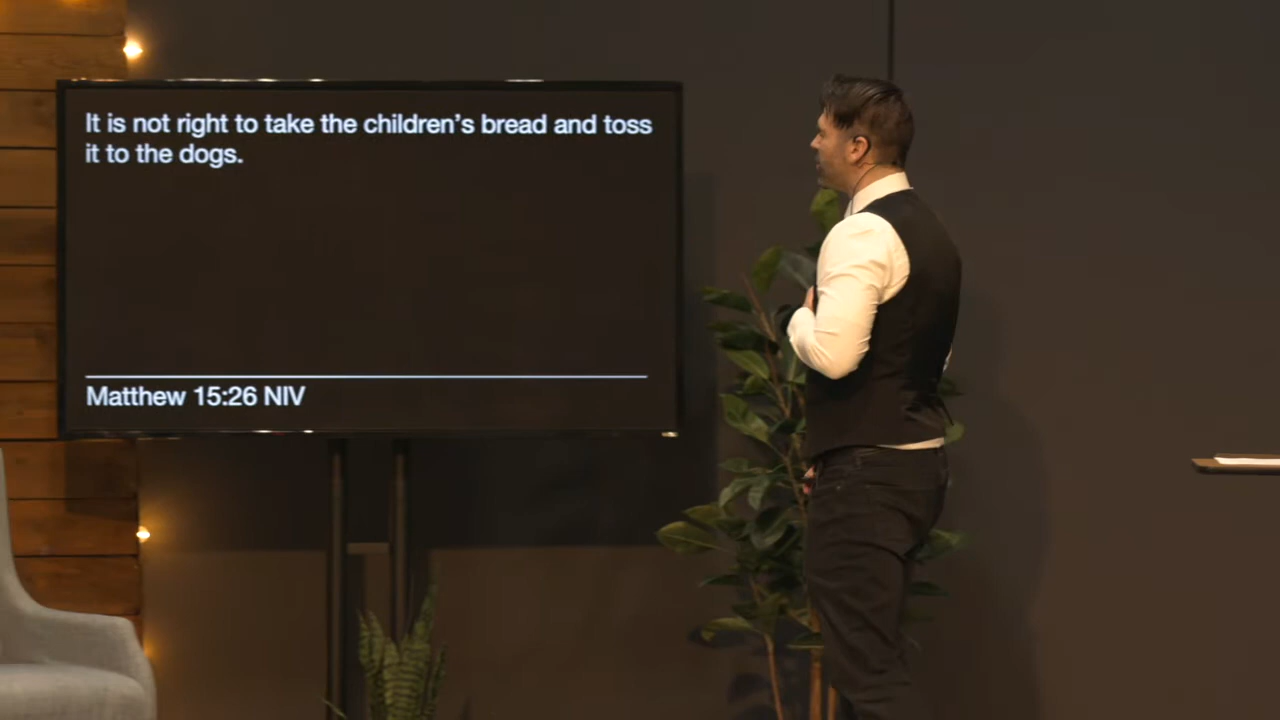 It is not right to take the children’s bread and toss
it to the dogs.
Matthew 15:26 NIV